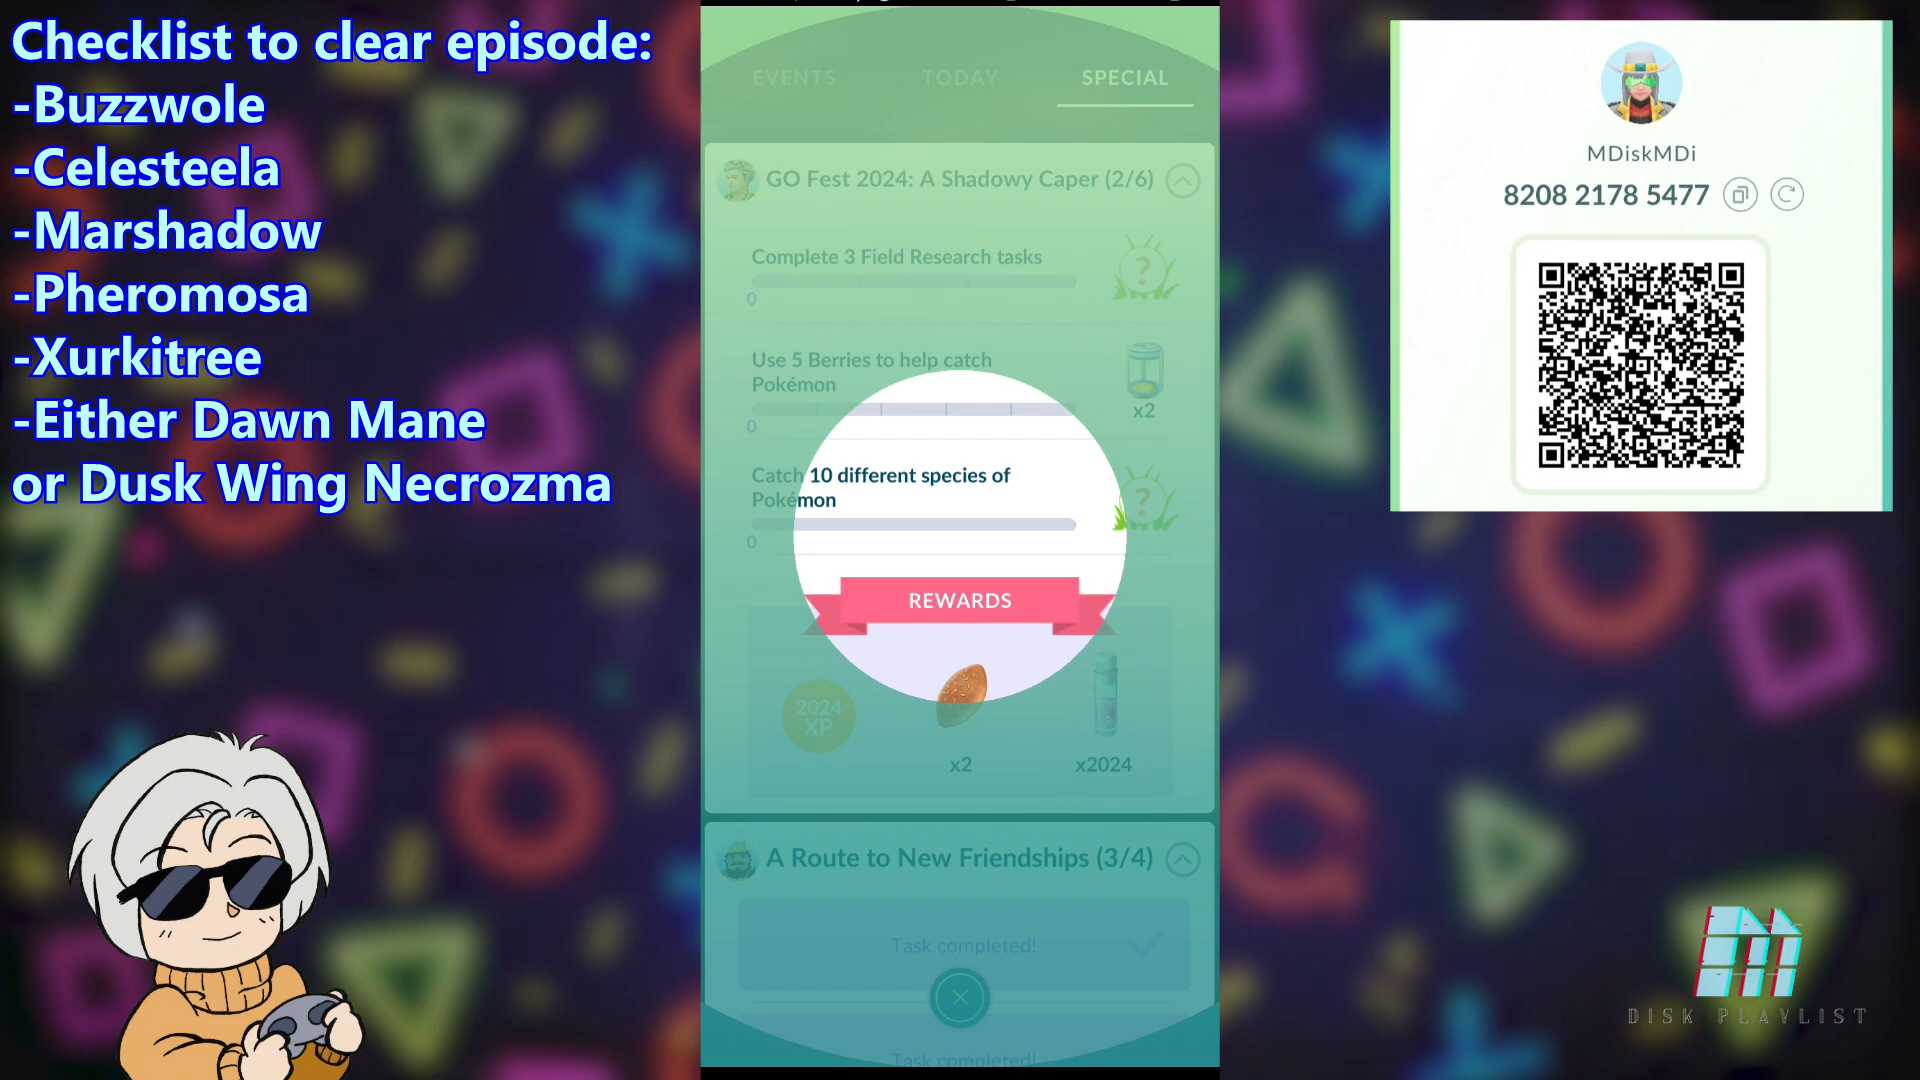 Checklist to clear episode:
-Buzzwole
-Celesteela
-Marshadow
-Pheromosa
-Xurkitree
-Either Dawn Mane
or Dusk Wing Necrozma
EVENTS
TODAY
SPECIAL
GO Fest 2024: A Shadowy Caper (2/6)
Complete 3 Field Research tasks
0
?
Use 5 Berries to help catch
Pokémon
0
x2
Catch 10 different species of
Pokémon
0
?
REWARDS
2024
XP
x2
x2024
A Route to New Friendships (3/4)
Task completed!
Task completed!
MDiskMDi
8208 2178 5477
DISK PLAYLIST